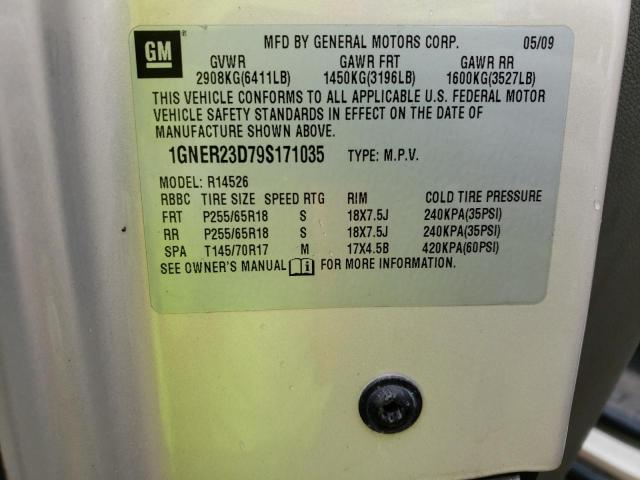 GM
MFD BY GENERAL MOTORS CORP. 05/09
GVWR GAWR FRT GAWR RR
2908KG(6411LB) 1450KG(3196LB) 1600KG(3527LB)
THIS VEHICLE CONFORMS TO ALL APPLICABLE U.S. FEDERAL MOTOR
VEHICLE SAFETY STANDARDS IN EFFECT ON THE DATE OF
MANUFACTURE SHOWN ABOVE.
1GNER23D79S171035 TYPE: M.P.V.
MODEL: R14526
RBBC TIRE SIZE SPEED RTG RIM COLD TIRE PRESSURE
FRT P255/65R18 S 18X7.5J 240KPA(35PSI)
RR P255/65R18 S 18X7.5J 240KPA(35PSI)
SPA T145/70R17 M 17X4.5B 420KPA(60PSI)
SEE OWNER'S MANUAL i FOR MORE INFORMATION.